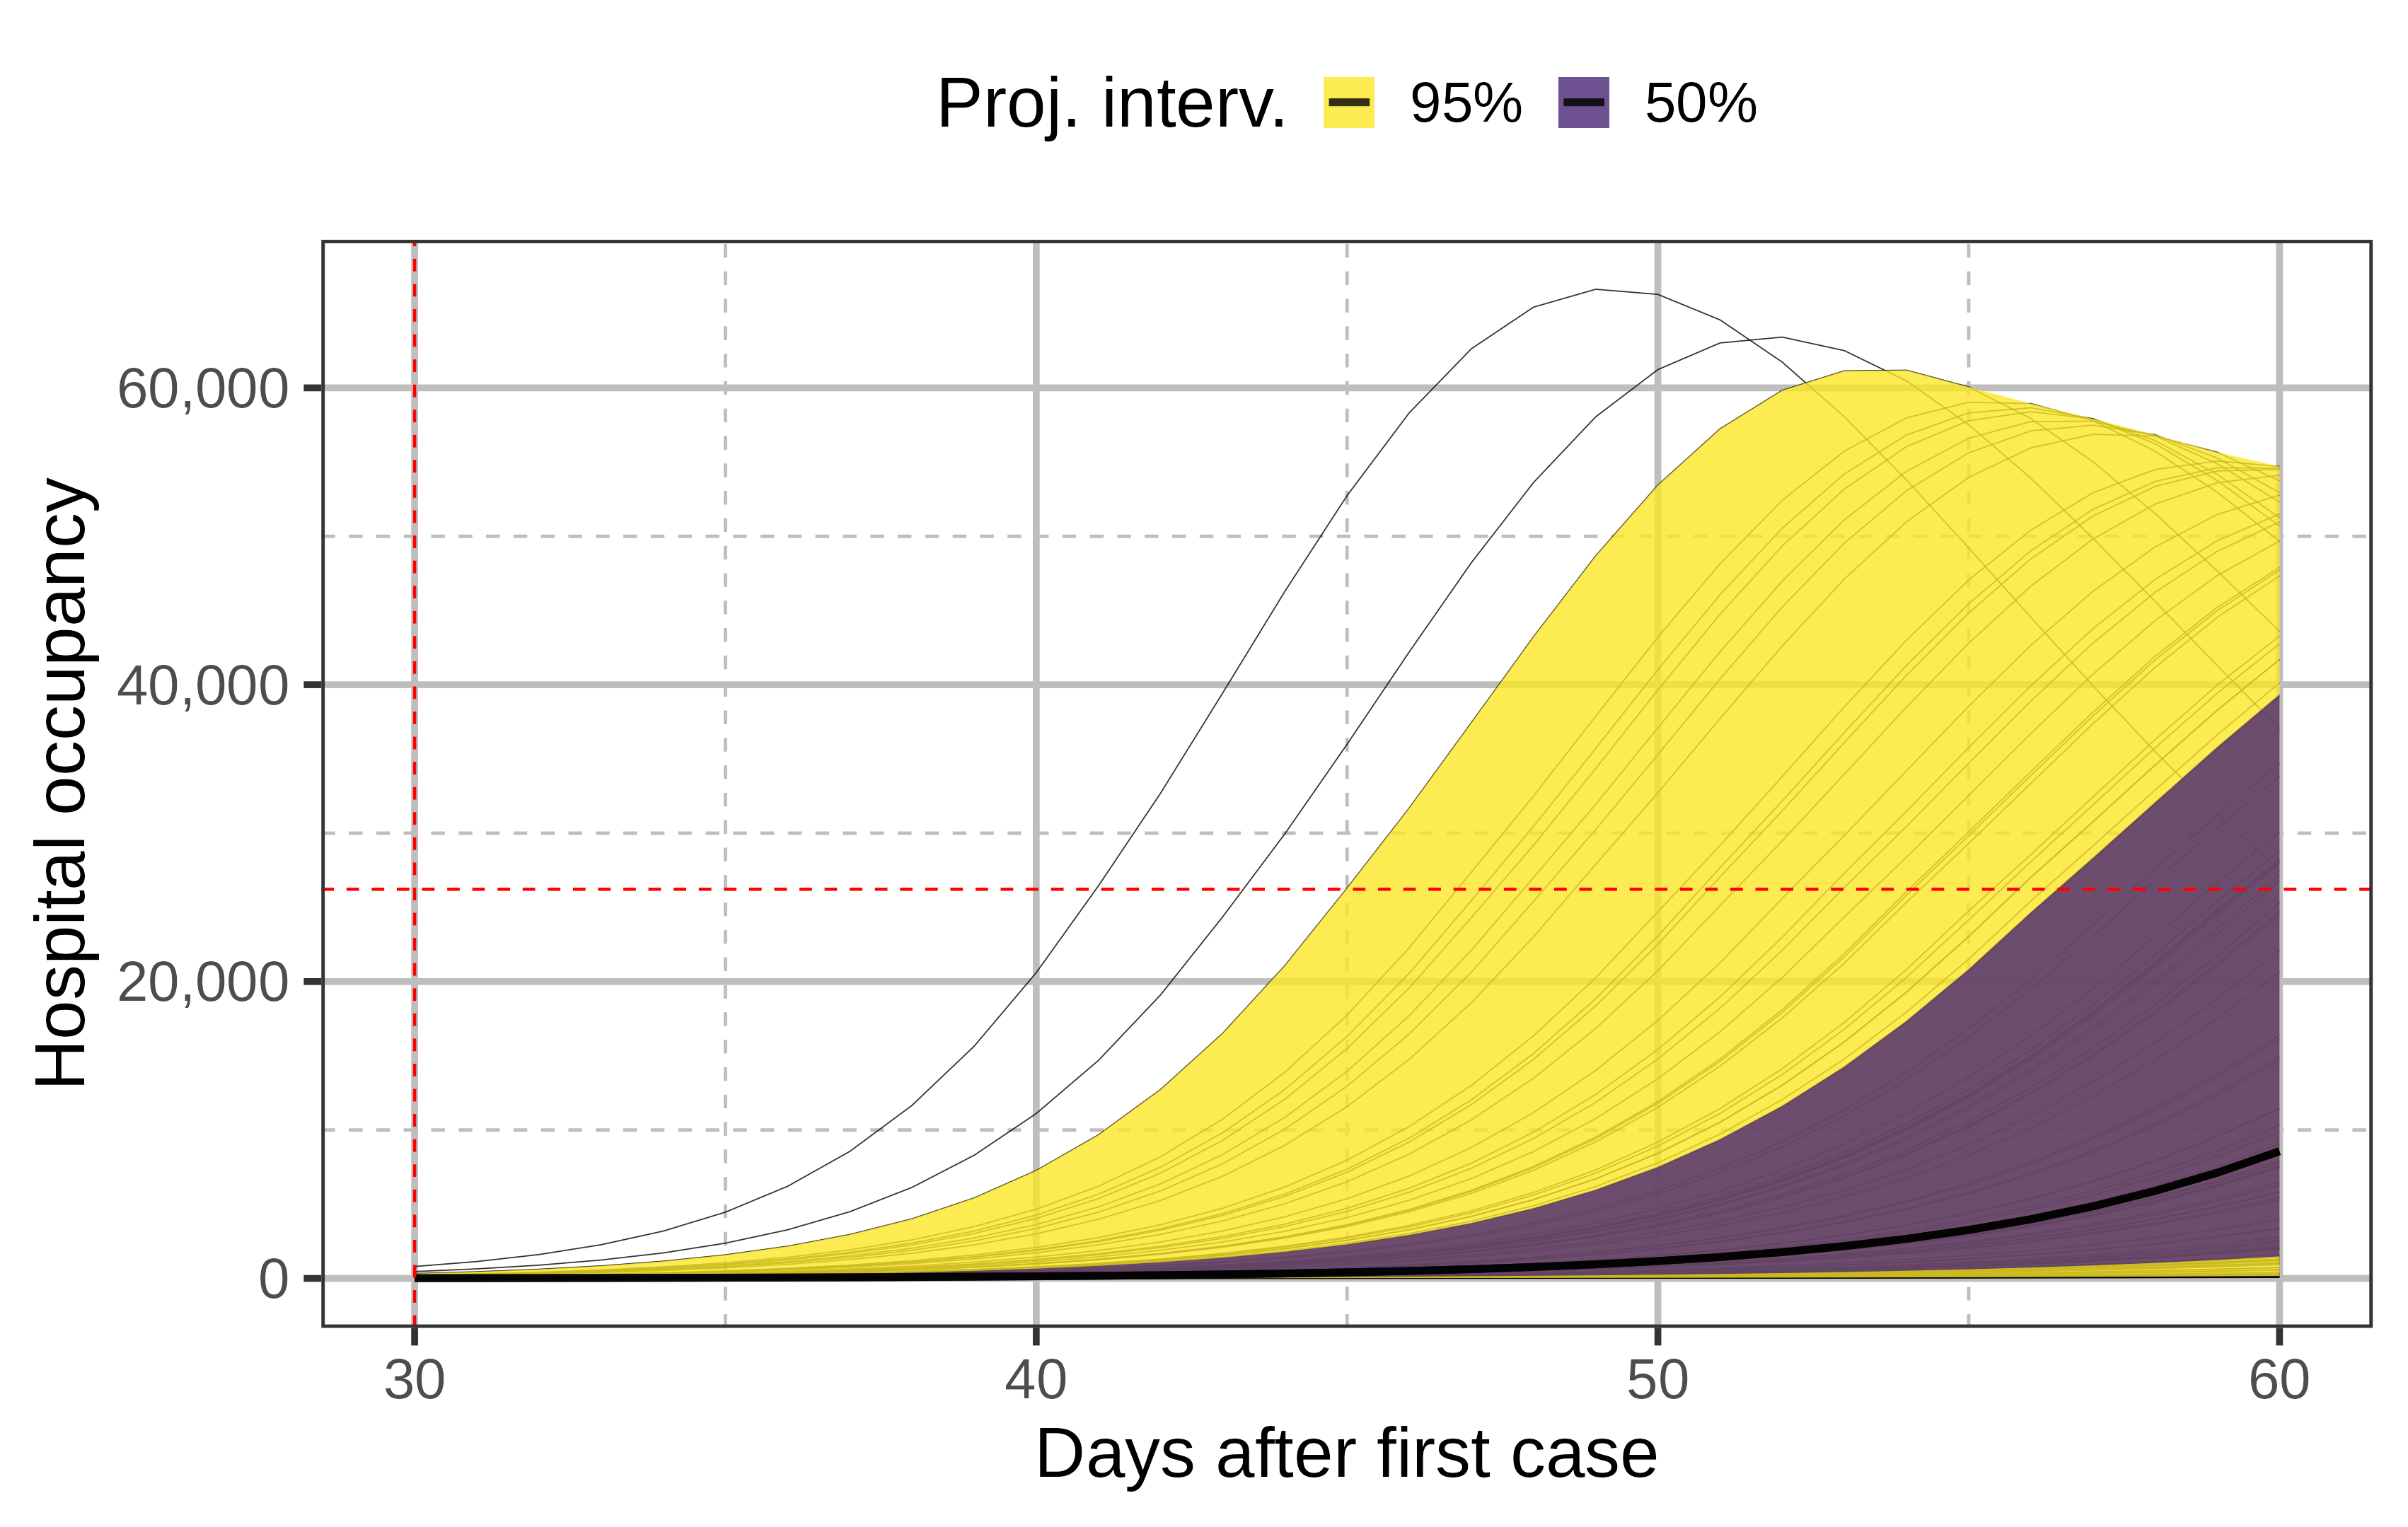 Proj. interv. 95% 50%
Hospital occupancy
60,000
40,000
20,000
0
30 40 50 60
Days after first case